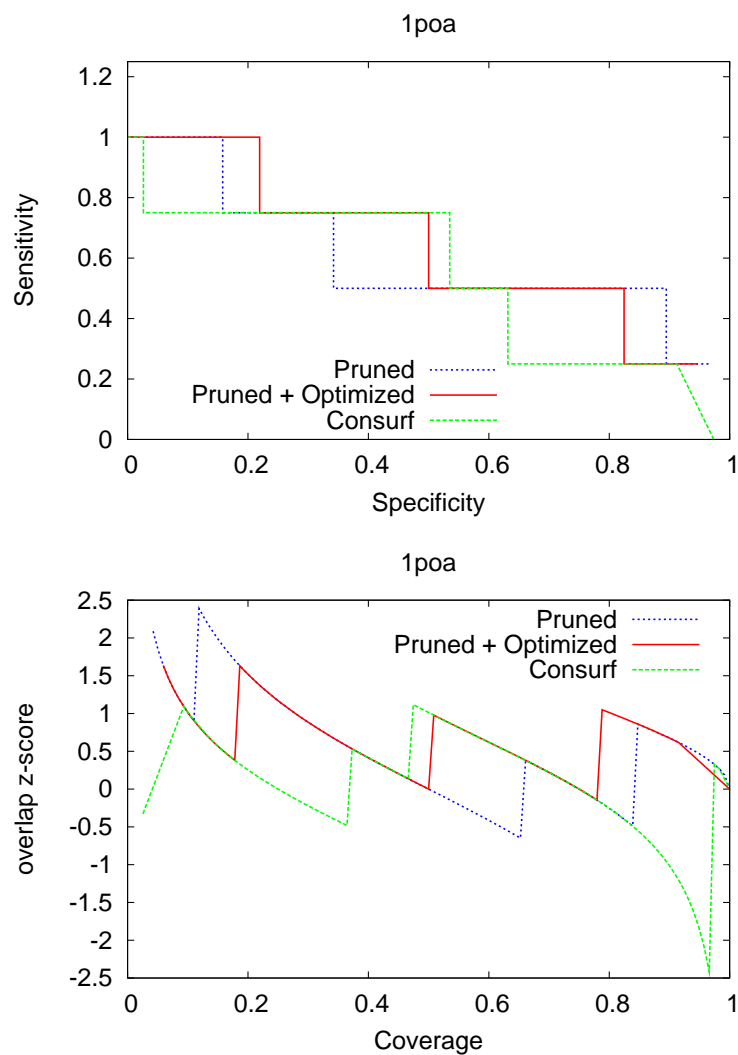 1poa
1.2
1
0.8
0.6
0.4
0.2
0
Sensitivity
Pruned
Pruned + Optimized
Consurf
0 0.2 0.4 0.6 0.8 1
Specificity
1poa
2.5
2
1.5
1
0.5
0
-0.5
-1
-1.5
-2
-2.5
overlap z-score
Pruned
Pruned + Optimized
Consurf
0 0.2 0.4 0.6 0.8 1
Coverage